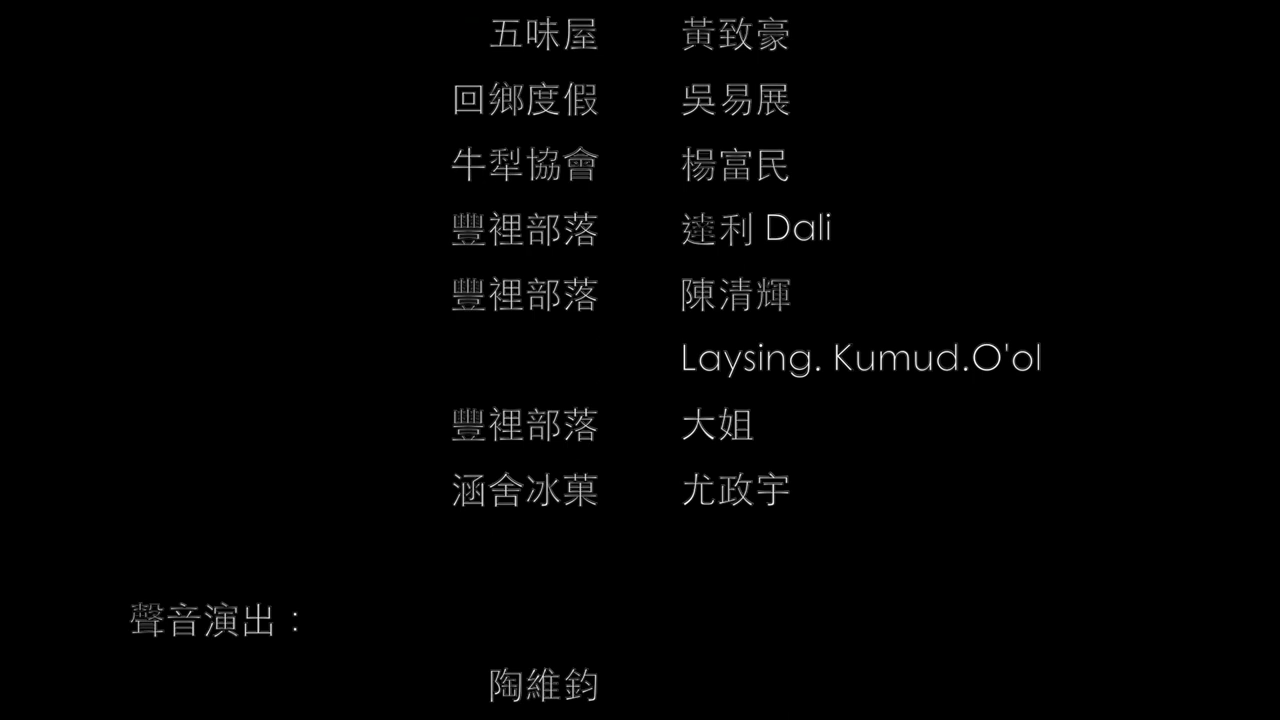 五味屋 黃致豪
回鄉度假 吳易展
牛犁協會 楊富民
豐裡部落 達利 Dali
豐裡部落 陳清輝
Laysing. Kumud.O'ol
豐裡部落 大姐
涵舍冰菓 尤政宇
聲音演出：
陶維鈞